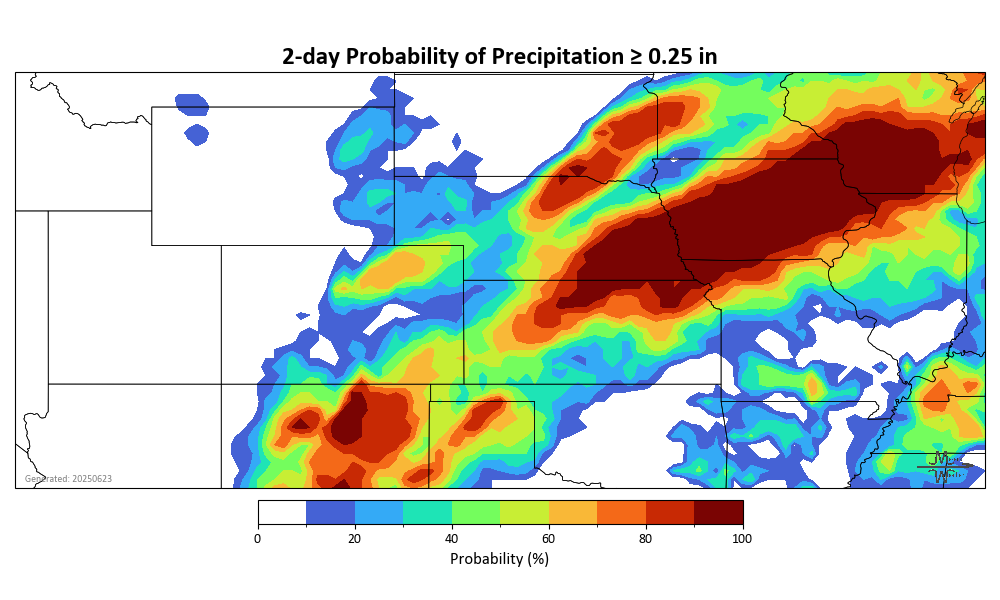 2-day Probability of Precipitation ≥ 0.25 in
Generated: 20250623
0 20 40 60 80 100
Probability (%)